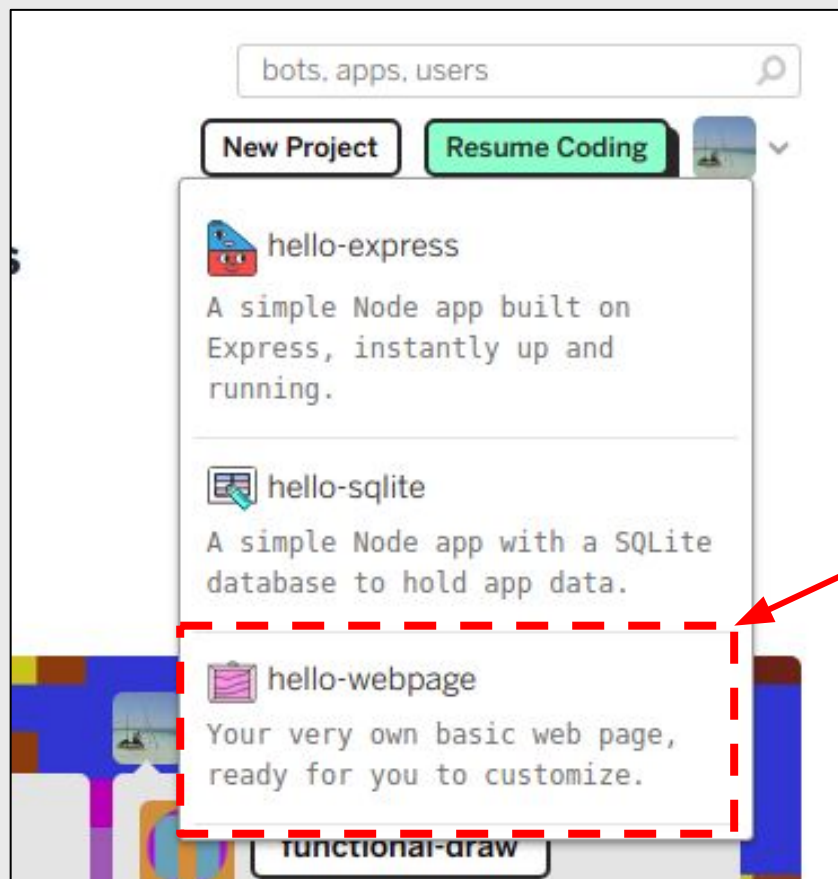 bots, apps, users
New Project Resume Coding
s
hello-express
A simple Node app built on
Express, instantly up and
running.
hello-sqlite
A simple Node app with a SQLite
database to hold app data.
hello-webpage
Your very own basic web page,
ready for you to customize.
functional-draw